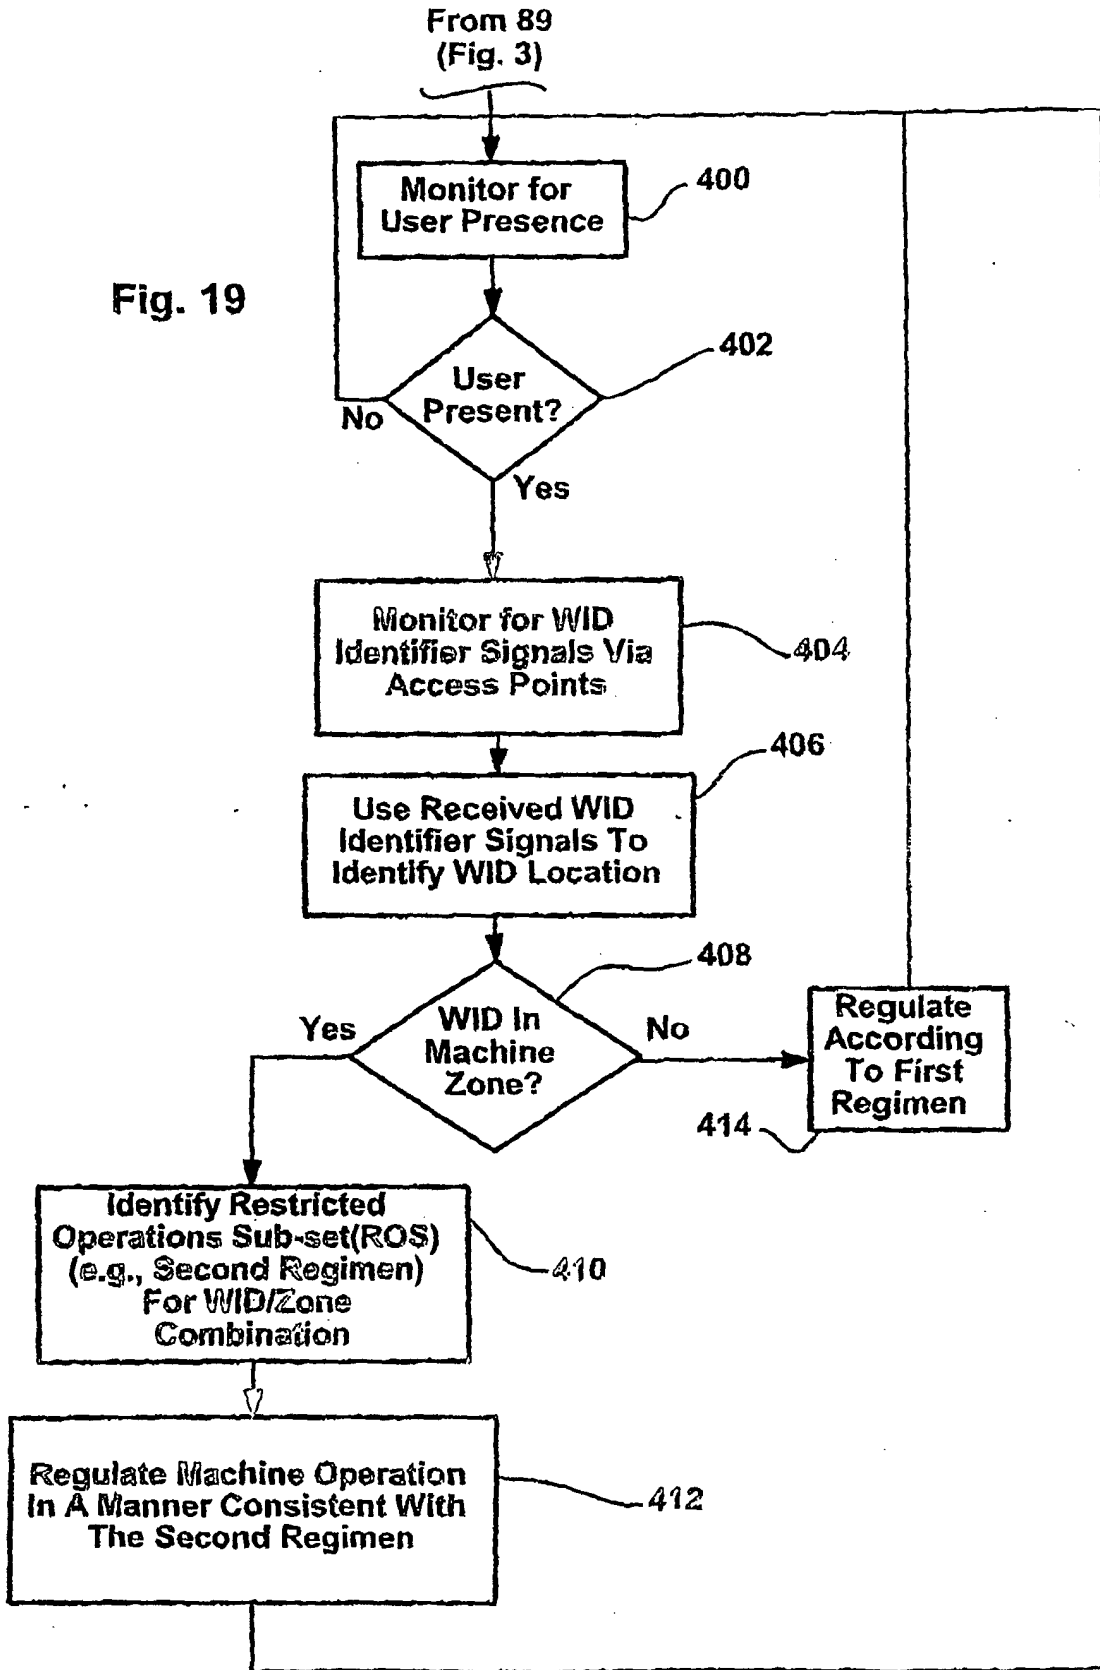 From 89
(Fig. 3)
Monitor for
User Presence
400
Fig. 19
User
Present?
402
No
Yes
Monitor for WID
Identifier Signals Via
Access Points
404
Use Received WID
Identifier Signals To
Identify WID Location
406
WID In
Machine
Zone?
408
Yes
No
Regulate
According
To First
Regimen
414
Identify Restricted
Operations Sub-set(ROS)
(e.g., Second Regimen)
For WID/Zone
Combination
410
Regulate Machine Operation
In A Manner Consistent With
The Second Regimen
412